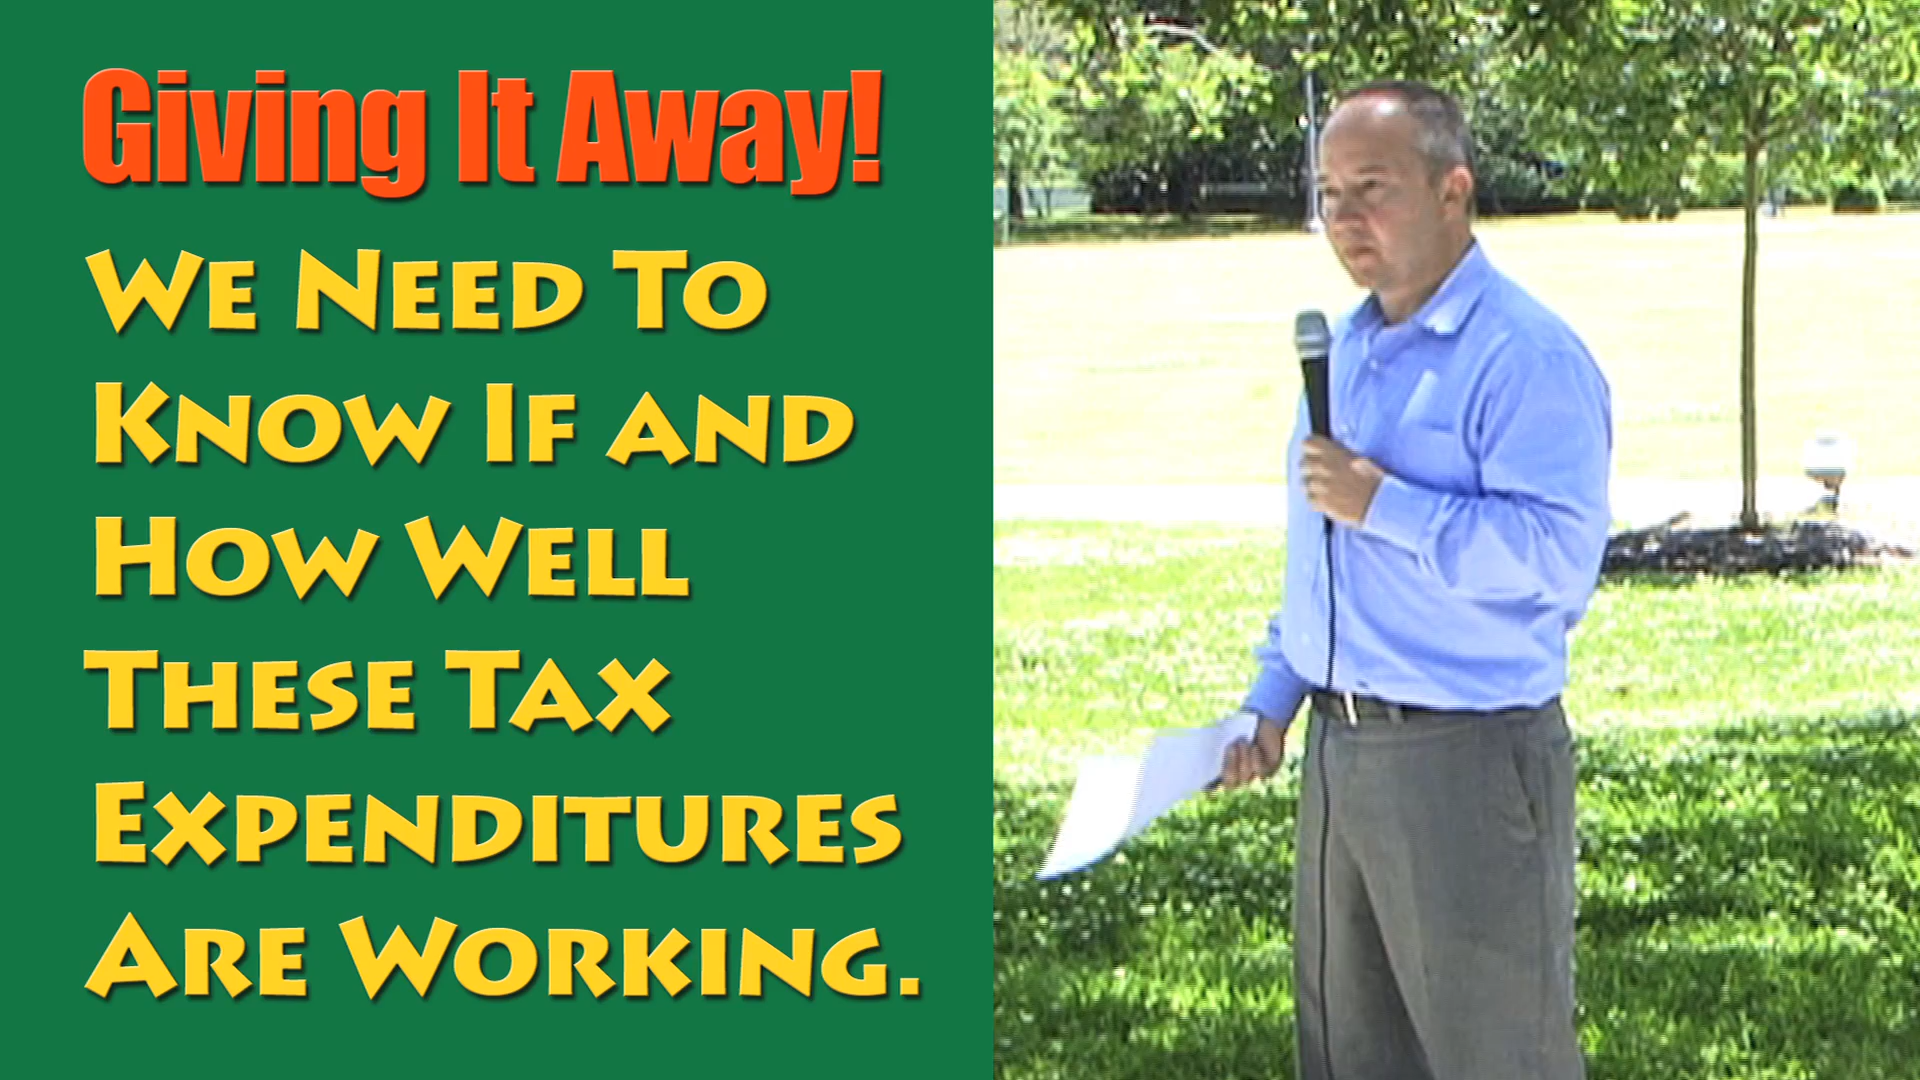 Giving It Away!
We Need To
Know If and
How Well
These Tax
Expenditures
Are Working.